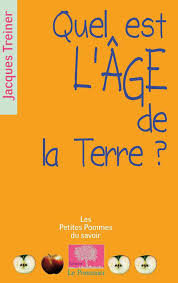 Jacques Treiner
Quel est
L'ÂGE
de
la Terre ?
Les
Petites Pommes
du savoir
Le Pommier